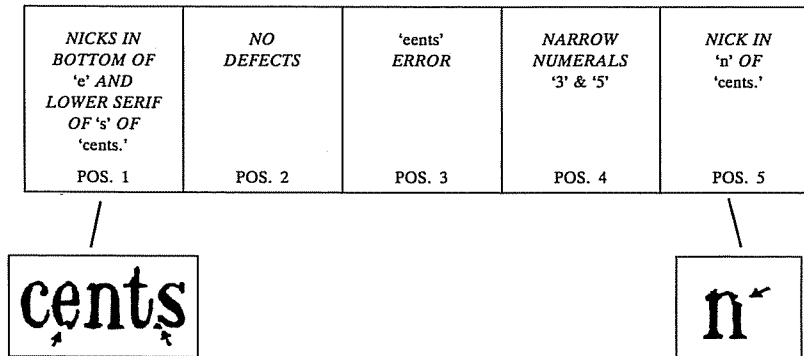 NICKS IN
BOTTOM OF
'e' AND
LOWER SERIF
OF 's' OF
'cents.'
POS. 1
NO
DEFECTS
POS. 2
'eents'
ERROR
POS. 3
NARROW
NUMERALS
'3' & '5'
POS. 4
NICK IN
'n' OF
'cents.'
POS. 5
cents
n